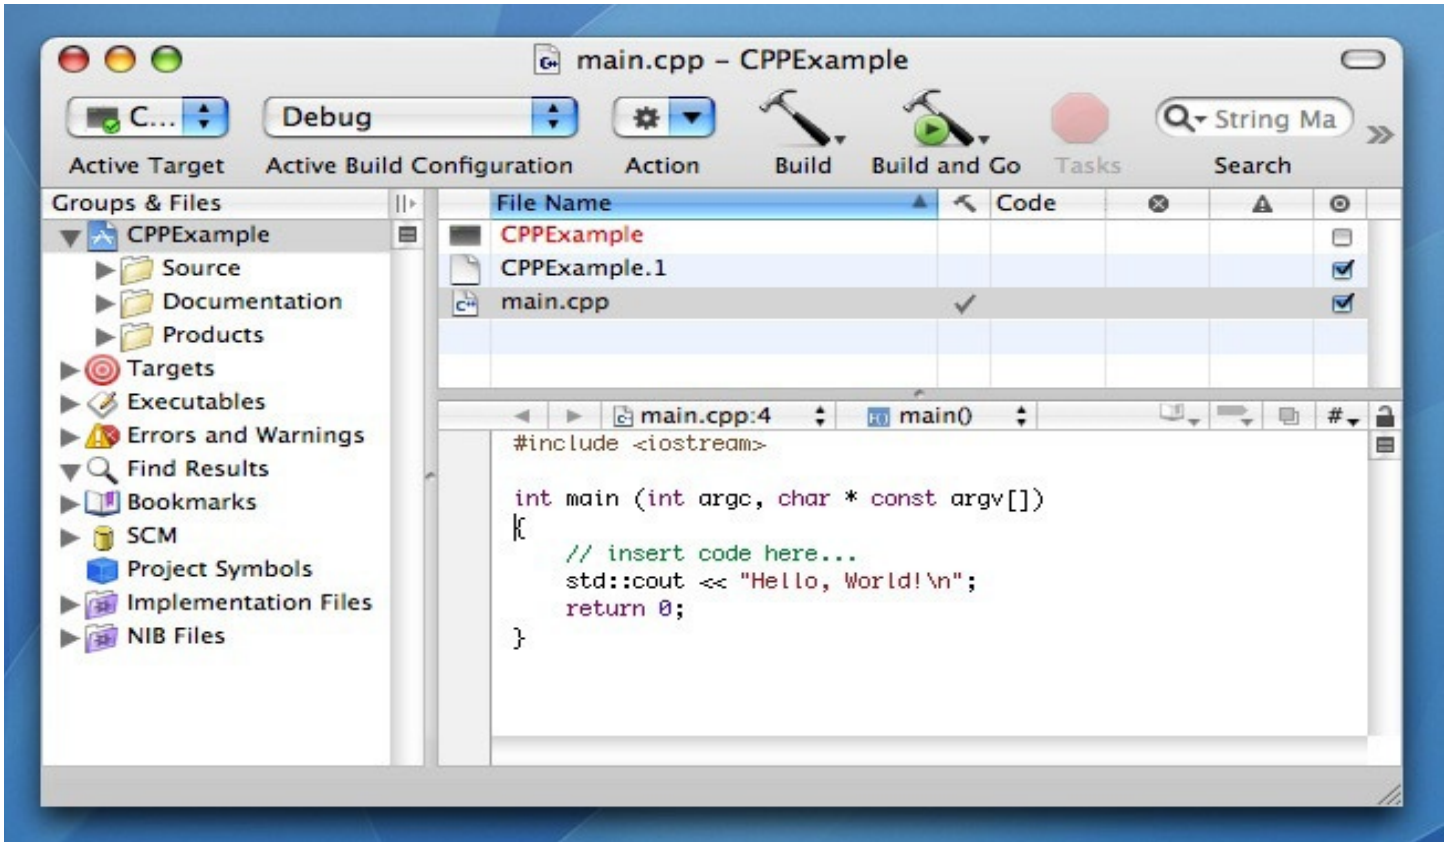 main.cpp – CPPExample
C... Debug String Ma
Active Target Active Build Configuration Action Build Build and Go Tasks Search
Groups & Files
CPPExample
Source
Documentation
Products
Targets
Executables
Errors and Warnings
Find Results
Bookmarks
SCM
Project Symbols
Implementation Files
NIB Files
File Name Code
CPPExample
CPPExample.1
main.cpp
main.cpp:4 main() #
#include <iostream>
int main (int argc, char * const argv[])
{
// insert code here...
std::cout << "Hello, World!\n";
return 0;
}